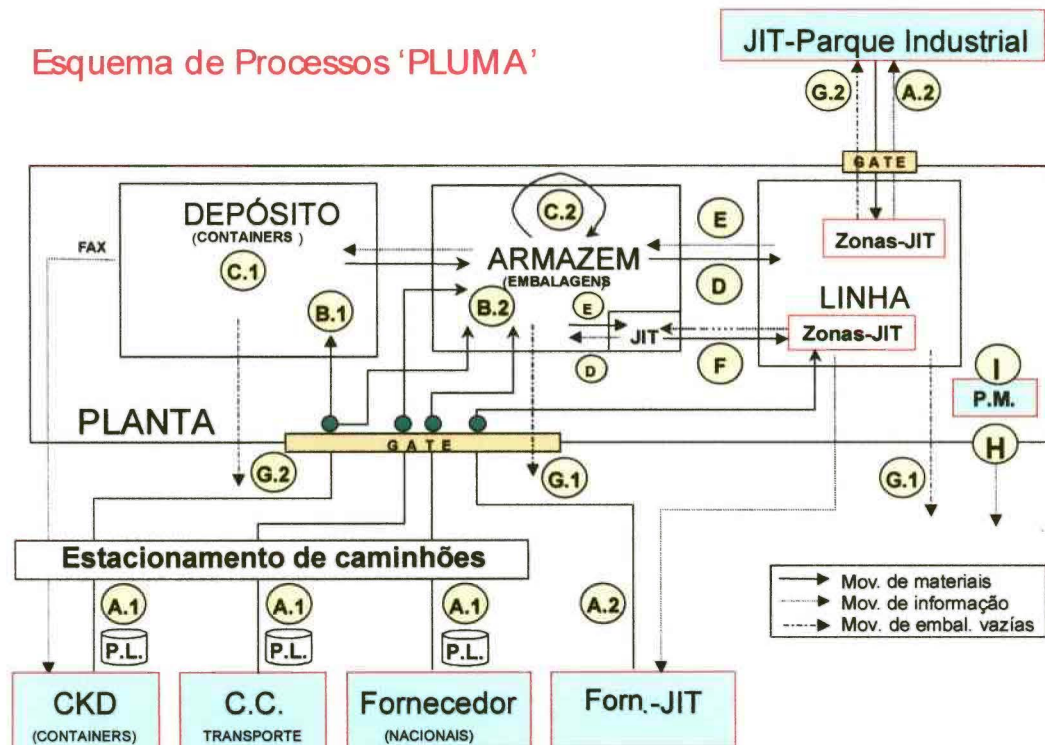 Esquema de Processos ‘PLUMA’
JIT-Parque Industrial
G.2
A.2
GATE
DEPÓSITO
(CONTAINERS )
C.1
B.1
FAX
C.2
ARMAZEM
(EMBALAGENS)
B.2
E
D
JIT
E
D
F
Zonas-JIT
LINHA
Zonas-JIT
I
P.M.
PLANTA
GATE
H
G.2
G.1
G.1
Estacionamento de caminhões
A.1
A.1
A.1
A.2
P.L.
P.L.
P.L.
Mov. de materiais
Mov. de informação
Mov. de embal. vazías
CKD
(CONTAINERS)
C.C.
TRANSPORTE
Fornecedor
(NACIONAIS)
Forn.-JIT